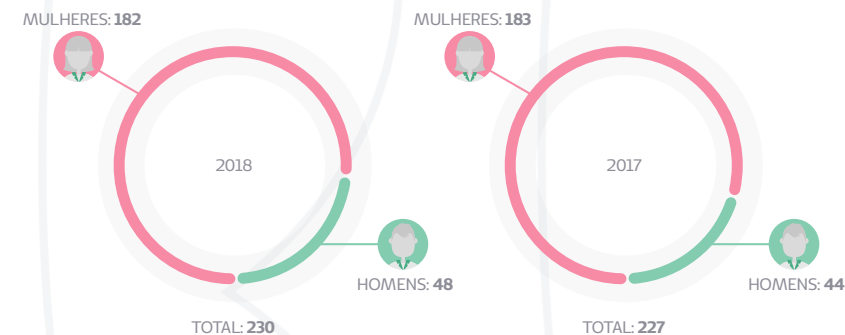 MULHERES: 182
2018
HOMENS: 48
TOTAL: 230
MULHERES: 183
2017
HOMENS: 44
TOTAL: 227